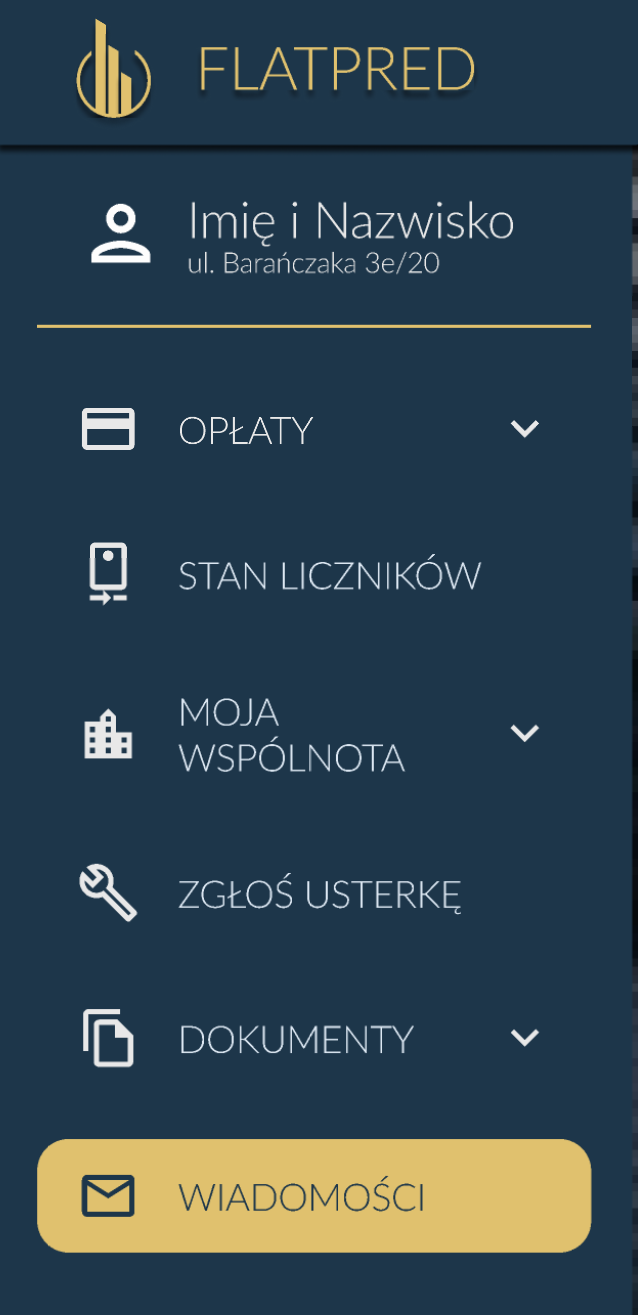 FLATPRED
Imię i Nazwisko
ul. Barańczaka 3e/20
OPŁATY
STAN LICZNIKÓW
MOJA
WSPÓLNOTA
ZGŁOŚ USTERKĘ
DOKUMENTY
WIADOMOŚCI